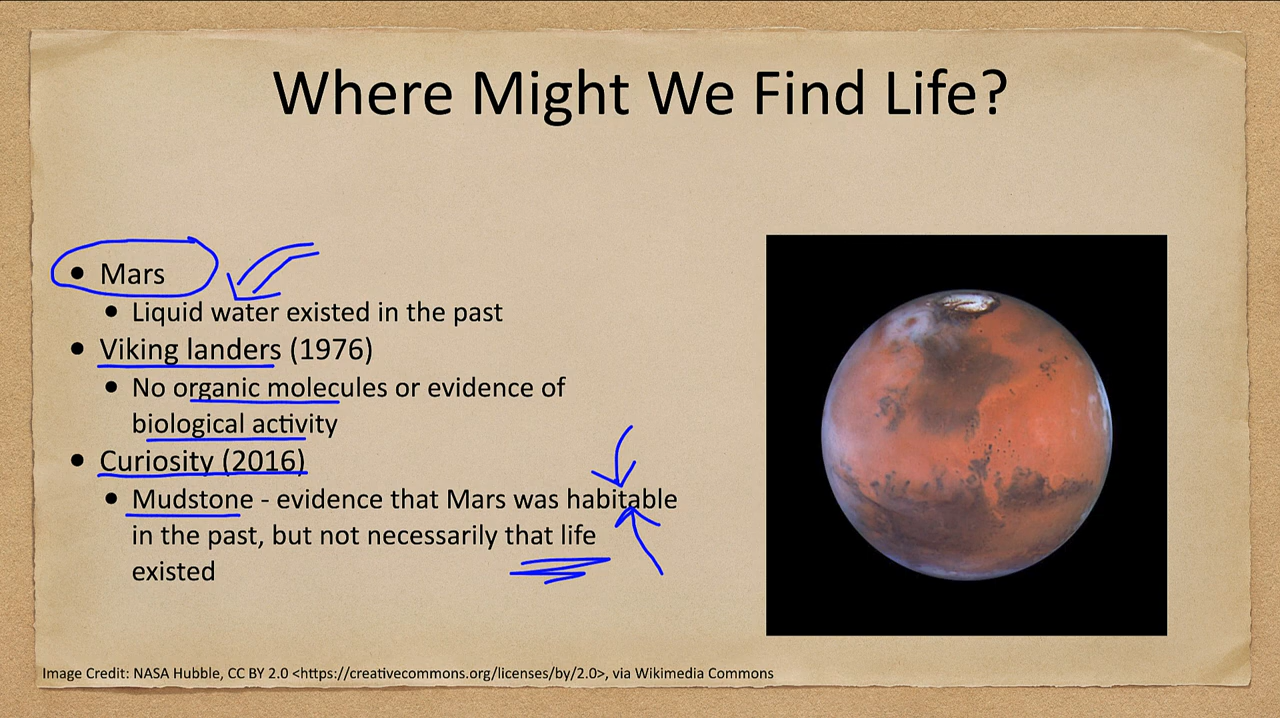 Where Might We Find Life?
• Mars
• Liquid water existed in the past
• Viking landers (1976)
• No organic molecules or evidence of
biological activity
• Curiosity (2016)
• Mudstone - evidence that Mars was habitable
in the past, but not necessarily that life
existed
Image Credit: NASA Hubble, CC BY 2.0 <https://creativecommons.org/licenses/by/2.0>, via Wikimedia Commons